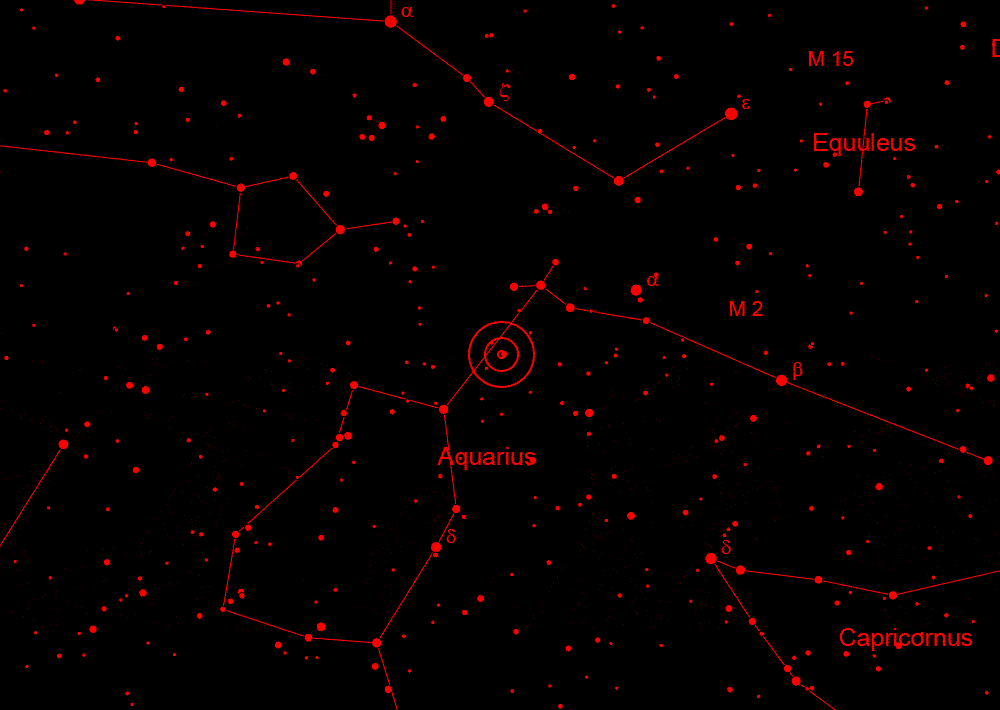 α
ζ
ε
M 15
Equuleus
α
M 2
β
Aquarius
δ
δ
Capricornus